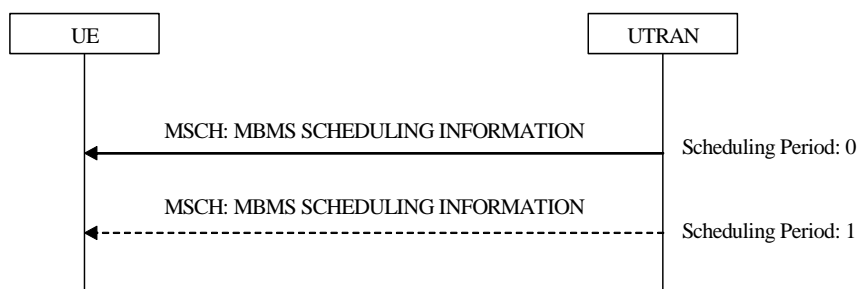 UE
UTRAN
MSCH: MBMS SCHEDULING INFORMATION
Scheduling Period: 0
MSCH: MBMS SCHEDULING INFORMATION
Scheduling Period: 1